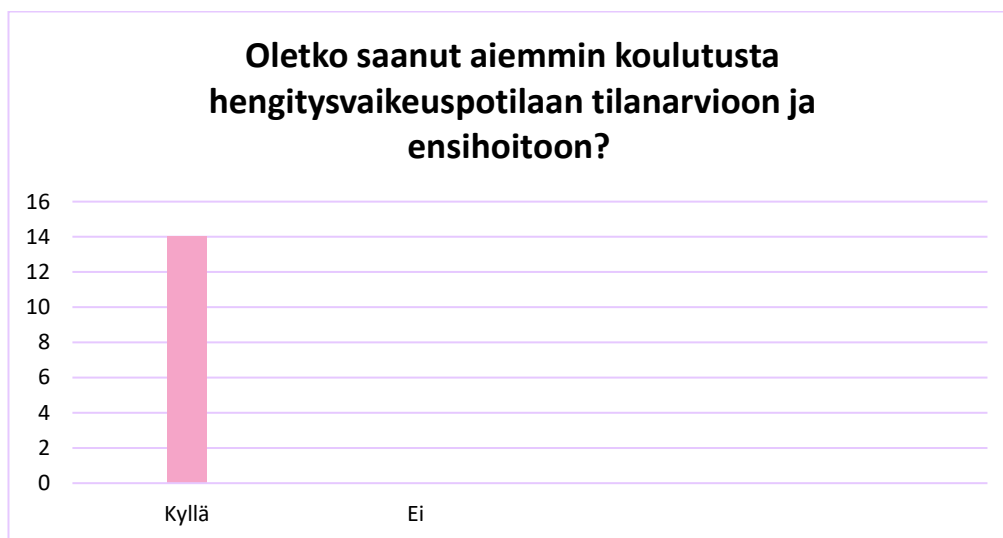 Oletko saanut aiemmin koulutusta
hengitysvaikeuspotilaan tilanarvioon ja
ensihoitoon?
16
14
12
10
8
6
4
2
0
Kyllä Ei